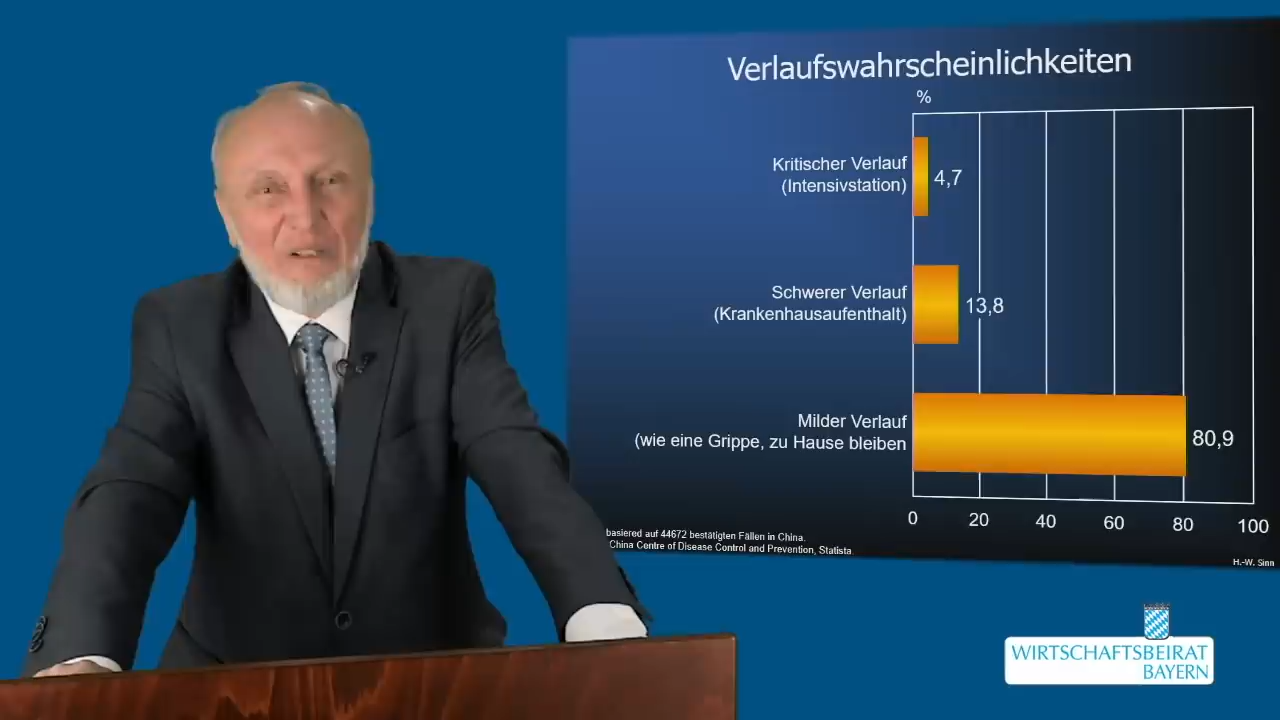 Verlaufswahrscheinlichkeiten
%
Kritischer Verlauf
(Intensivstation)
4,7
Schwerer Verlauf
(Krankenhausaufenthalt)
13,8
Milder Verlauf
(wie eine Grippe, zu Hause bleiben
80,9
0 20 40 60 80 100
basiered auf 44672 bestätigten Fällen in China.
China Centre of Disease Control and Prevention, Statista
H.-W. Sinn
WIRTSCHAFTSBEIRAT
BAYERN